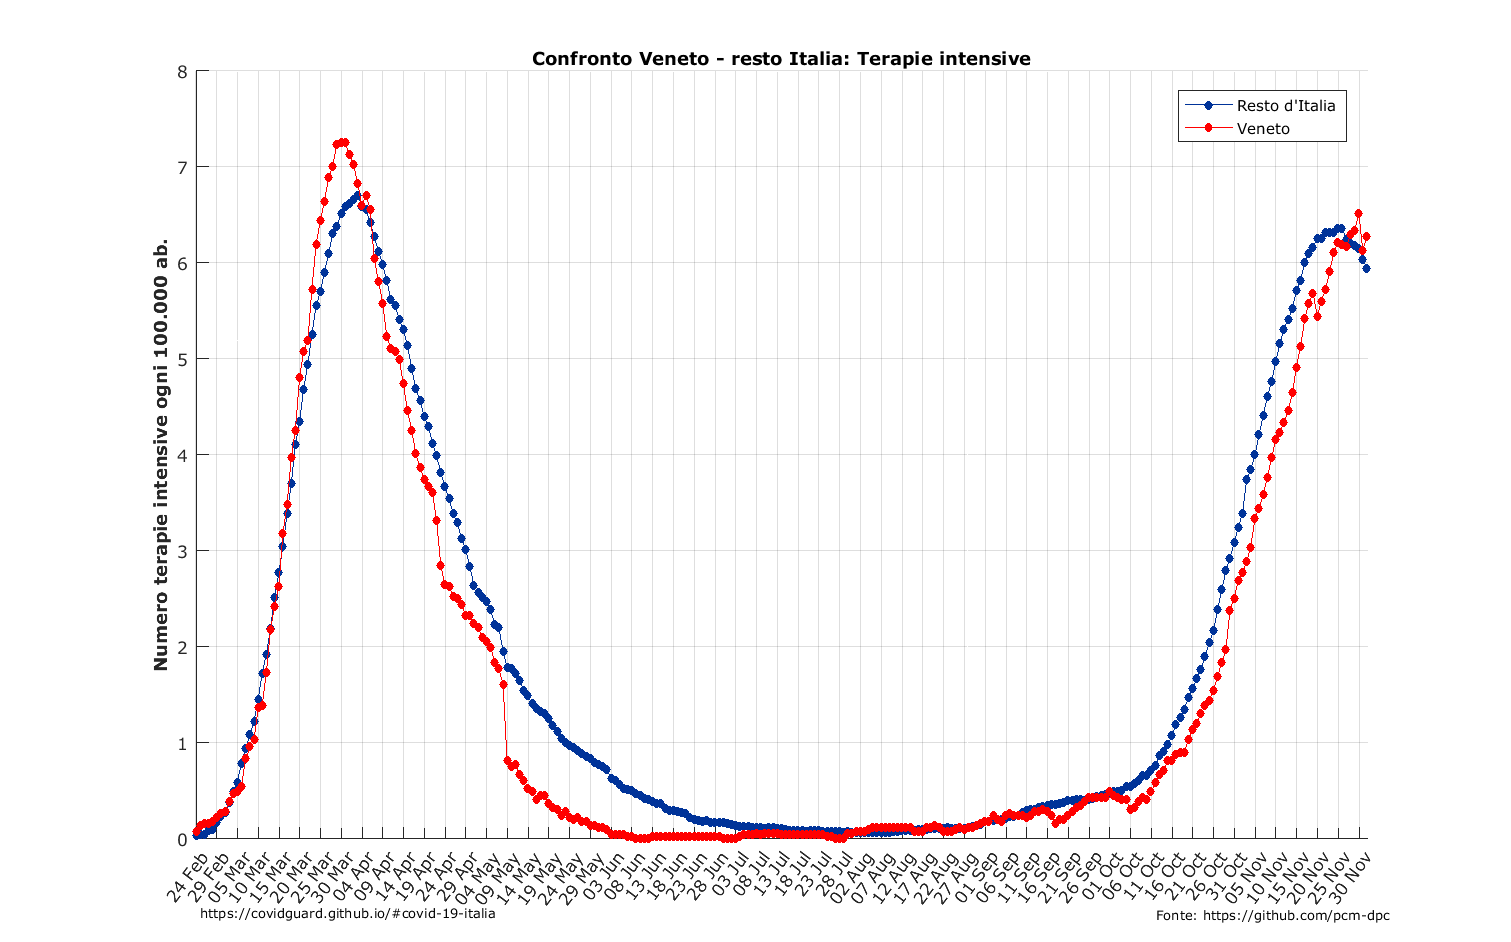 Confronto Veneto - resto Italia: Terapie intensive
Resto d'Italia
Veneto
Numero terapie intensive ogni 100.000 ab.
8
7
6
5
4
3
2
1
0
24 Feb
29 Feb
05 Mar
10 Mar
15 Mar
20 Mar
25 Mar
30 Mar
04 Apr
09 Apr
14 Apr
19 Apr
24 Apr
29 Apr
04 May
09 May
14 May
19 May
24 May
29 May
03 Jun
08 Jun
13 Jun
18 Jun
23 Jun
28 Jun
03 Jul
08 Jul
13 Jul
18 Jul
23 Jul
28 Jul
02 Aug
07 Aug
12 Aug
17 Aug
22 Aug
27 Aug
01 Sep
06 Sep
11 Sep
16 Sep
21 Sep
26 Sep
01 Oct
06 Oct
11 Oct
16 Oct
21 Oct
26 Oct
31 Oct
05 Nov
10 Nov
15 Nov
20 Nov
25 Nov
30 Nov
https://covidguard.github.io/#covid-19-italia
Fonte: https://github.com/pcm-dpc